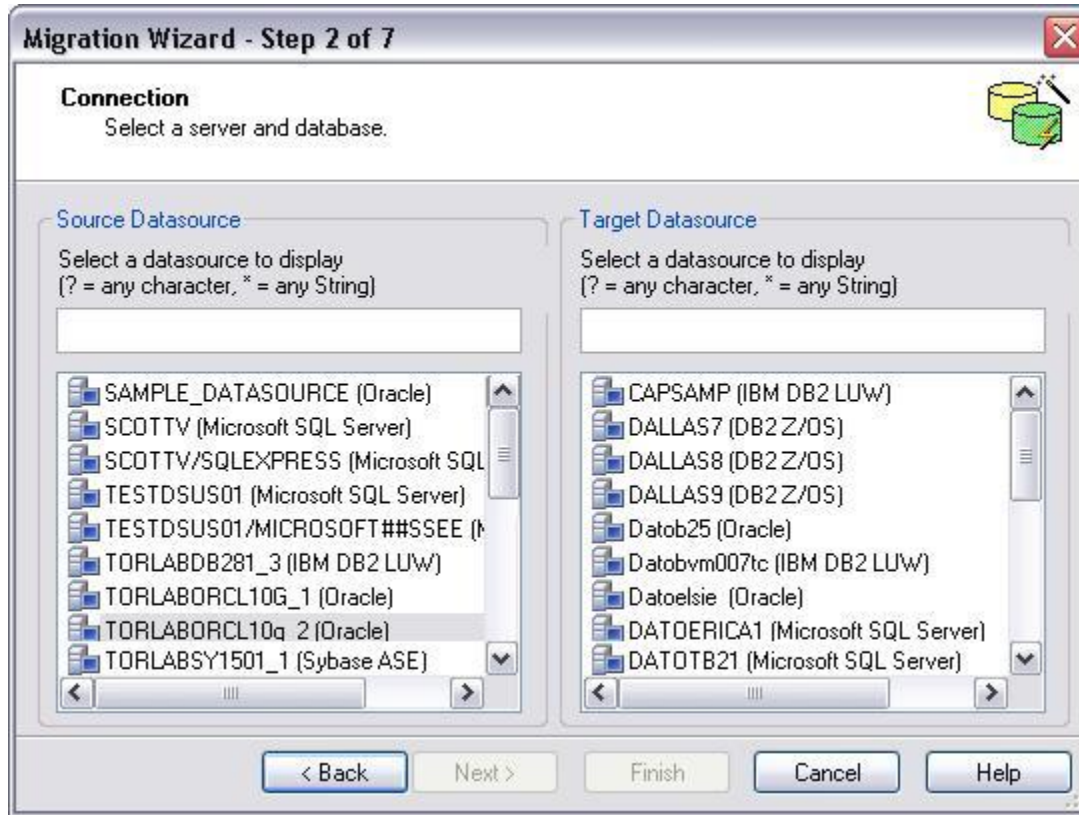 Migration Wizard - Step 2 of 7
Connection
Select a server and database.
Source Datasource
Select a datasource to display
(? = any character, * = any String)
SAMPLE_DATASOURCE (Oracle)
SCOTTV (Microsoft SQL Server)
SCOTTV/SQLEXPRESS (Microsoft SQL
TESTDSUS01 (Microsoft SQL Server)
TESTDSUS01/MICROSOFT##SSEE (M
TORLABDB281_3 (IBM DB2 LUW)
TORLABORCL10G_1 (Oracle)
TORLABORCL10g_2 (Oracle)
TORLABSY1501_1 (Sybase ASE)
Target Datasource
Select a datasource to display
(? = any character, * = any String)
CAPSAMP (IBM DB2 LUW)
DALLAS7 (DB2 Z/OS)
DALLAS8 (DB2 Z/OS)
DALLAS9 (DB2 Z/OS)
Datob25 (Oracle)
Datobvm007tc (IBM DB2 LUW)
Datoelsie (Oracle)
DATOERICA1 (Microsoft SQL Server)
DATOTB21 (Microsoft SQL Server)
< Back
Next >
Finish
Cancel
Help